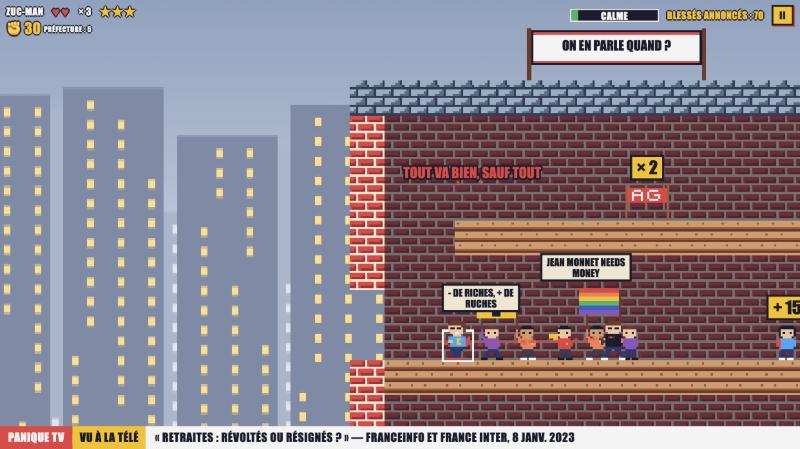 ZUC-MAN ×3
30 PRÉFECTURE : 6
CALME
BLESSÉS ANNONCÉS : 70
ON EN PARLE QUAND ?
TOUT VA BIEN, SAUF TOUT
× 2
AG
JEAN MONNET NEEDS
MONEY
- DE RICHES, + DE
RUCHES
+ 15
PANIQUE TV
VU À LA TÉLÉ
« RETRAITES : RÉVOLTÉS OU RÉSIGNÉS ? » — FRANCEINFO ET FRANCE INTER, 8 JANV. 2023